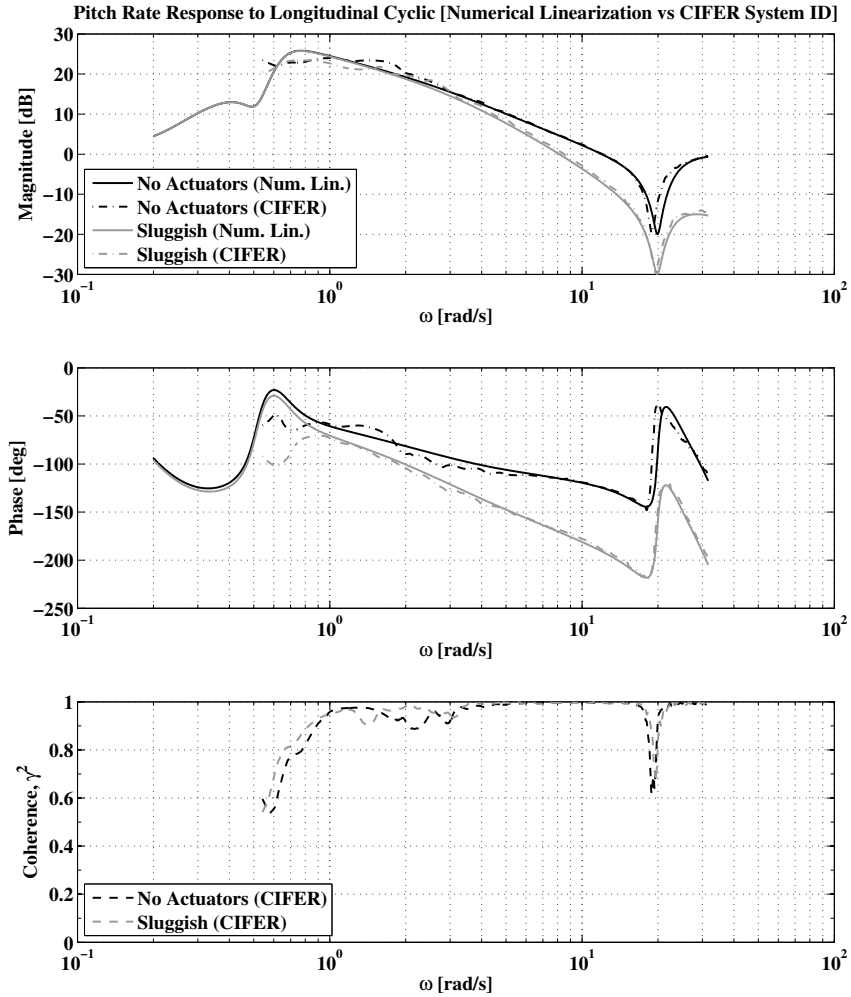 Pitch Rate Response to Longitudinal Cyclic [Numerical Linearization vs CIFER System ID]
30
20
10
0
−10
−20
−30
Magnitude [dB]
No Actuators (Num. Lin.)
No Actuators (CIFER)
Sluggish (Num. Lin.)
Sluggish (CIFER)
10⁻¹ 10⁰ 10¹ 10²
ω [rad/s]
0
−50
−100
−150
−200
−250
Phase [deg]
10⁻¹ 10⁰ 10¹ 10²
ω [rad/s]
1
0.8
0.6
0.4
0.2
0
Coherence, γ²
No Actuators (CIFER)
Sluggish (CIFER)
10⁻¹ 10⁰ 10¹ 10²
ω [rad/s]